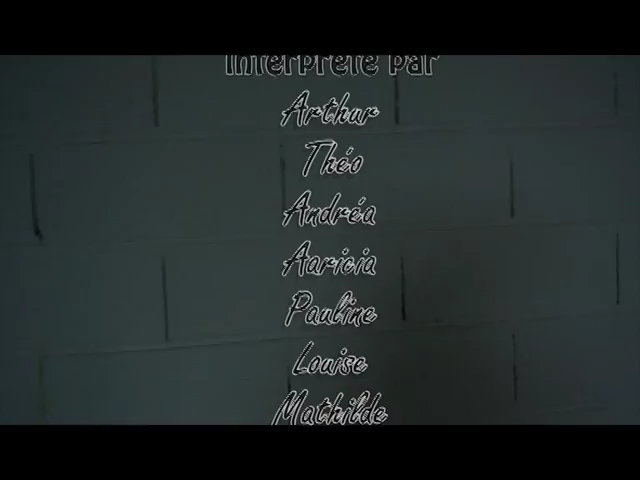 Interprété par
Arthur
Théo
Andréa
Aaricia
Pauline
Louise
Mathilde